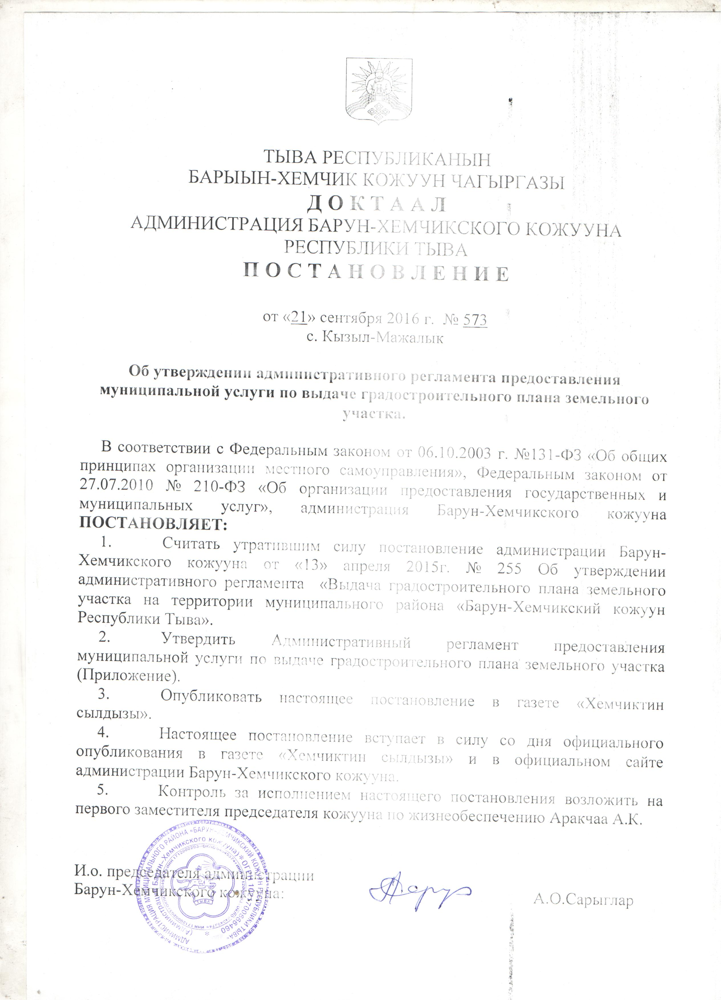 ТЫВА РЕСПУБЛИКАНЫН
БАРЫЫН-ХЕМЧИК КОЖУУН ЧАГЫРГАЗЫ
Д О К Т А А Л
АДМИНИСТРАЦИЯ БАРУН-ХЕМЧИКСКОГО КОЖУУНА
РЕСПУБЛИКИ ТЫВА
П О С Т А Н О В Л Е Н И Е
от «21» сентября 2016 г. № 573
с. Кызыл-Мажалык
Об утверждении административного регламента предоставления
муниципальной услуги по выдаче градостроительного плана земельного
участка.
В соответствии с Федеральным законом от 06.10.2003 г. №131-ФЗ «Об общих
принципах организации местного самоуправления», Федеральным законом от
27.07.2010 № 210-ФЗ «Об организации предоставления государственных и
муниципальных услуг», администрация Барун-Хемчикского кожууна
ПОСТАНОВЛЯЕТ:
1. Считать утратившим силу постановление администрации Барун-
Хемчикского кожууна от «13» апреля 2015г. № 255 Об утверждении
административного регламента «Выдача градостроительного плана земельного
участка на территории муниципального района «Барун-Хемчикский кожуун
Республики Тыва».
2. Утвердить Административный регламент предоставления
муниципальной услуги по выдаче градостроительного плана земельного участка
(Приложение).
3. Опубликовать настоящее постановление в газете «Хемчиктин
сылдызы».
4. Настоящее постановление вступает в силу со дня официального
опубликования в газете «Хемчиктин сылдызы» и в официальном сайте
администрации Барун-Хемчикского кожууна.
5. Контроль за исполнением настоящего постановления возложить на
первого заместителя председателя кожууна по жизнеобеспечению Аракчаа А.К.
И.о. председателя администрации
Барун-Хемчикского кожууна:
А.О.Сарыглар
АДМИНИСТРАЦИЯ МУНИЦИПАЛЬНОГО РАЙОНА «БАРУН-ХЕМЧИКСКИЙ КОЖУУН РЕСПУБЛИКИ ТЫВА»
(Администрация Барун-Хемчикского кожууна) * ОГРН 1021700566460 *
ТЫВА